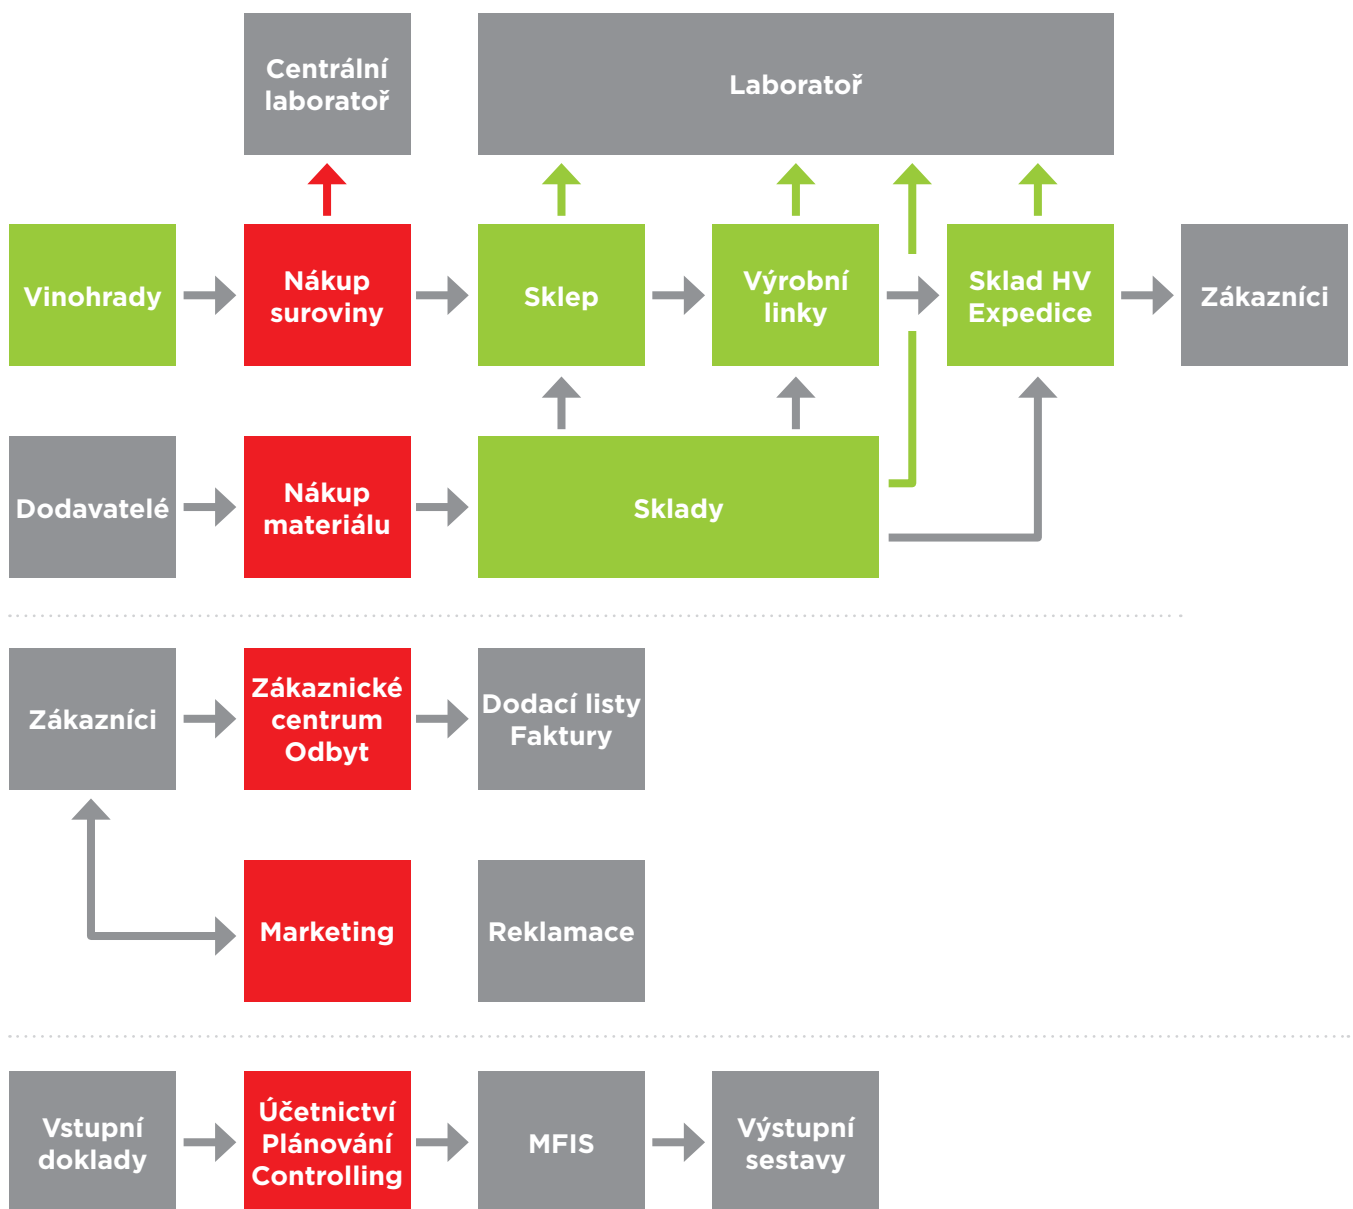 Centrální
laboratoř
Laboratoř
Vinohrady
Nákup
suroviny
Sklep
Výrobní
linky
Sklad HV
Expedice
Zákazníci
Dodavatelé
Nákup
materiálu
Sklady
Zákazníci
Zákaznické
centrum
Odbyt
Dodací listy
Faktury
Marketing
Reklamace
Vstupní
doklady
Účetnictví
Plánování
Controlling
MFIS
Výstupní
sestavy